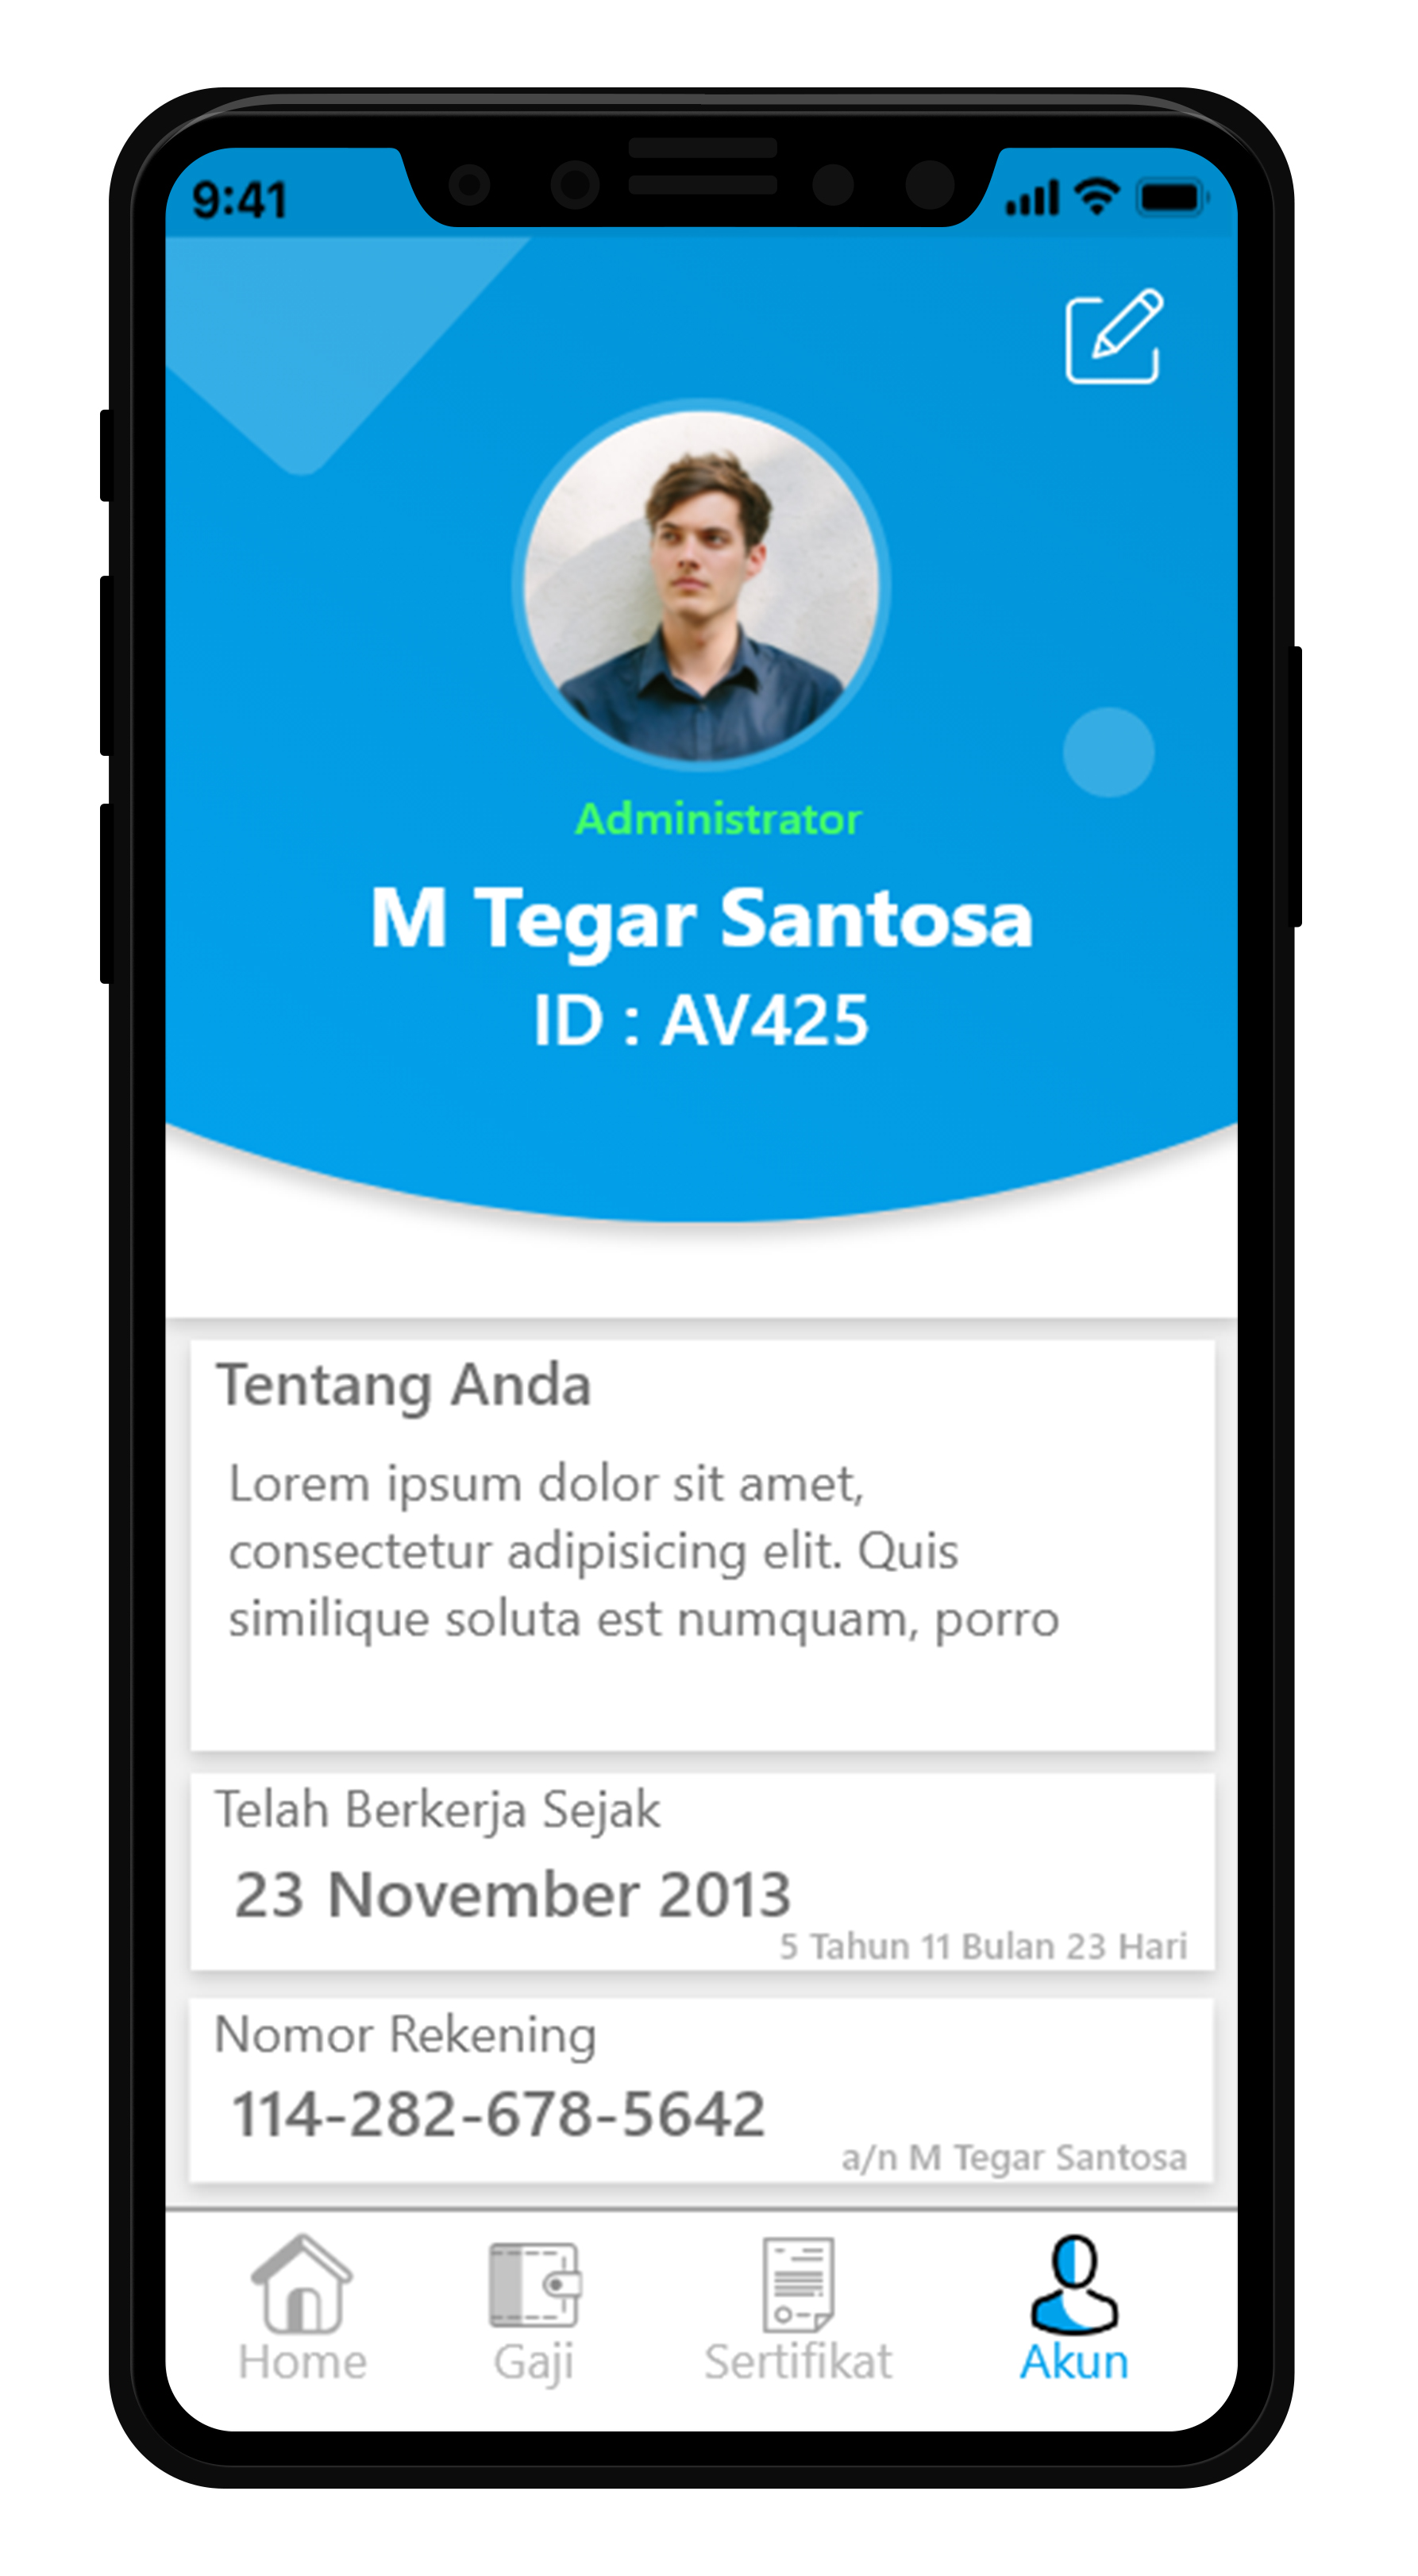 9:41
Administrator
M Tegar Santosa
ID : AV425
Tentang Anda
Lorem ipsum dolor sit amet,
consectetur adipisicing elit. Quis
similique soluta est numquam, porro
Telah Berkerja Sejak
23 November 2013
5 Tahun 11 Bulan 23 Hari
Nomor Rekening
114-282-678-5642
a/n M Tegar Santosa
Home Gaji Sertifikat Akun